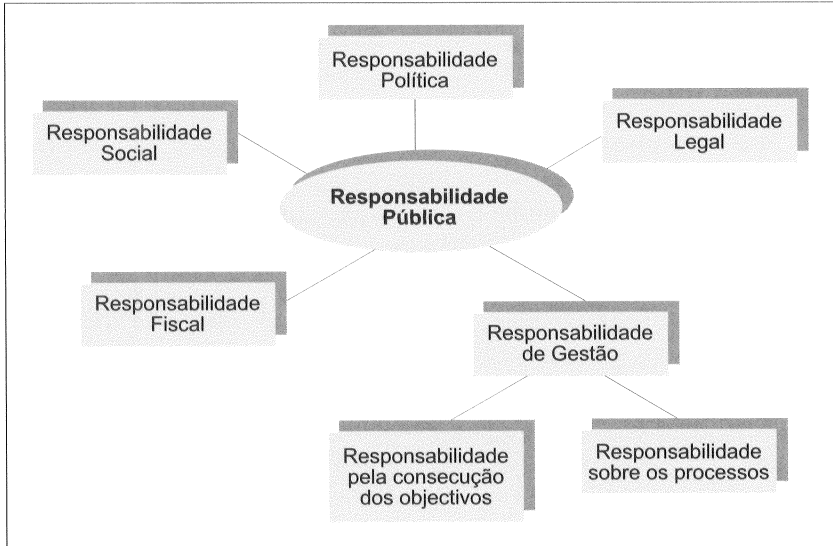 Responsabilidade
Política
Responsabilidade
Social
Responsabilidade
Legal
Responsabilidade
Pública
Responsabilidade
Fiscal
Responsabilidade
de Gestão
Responsabilidade
pela consecução
dos objectivos
Responsabilidade
sobre os processos